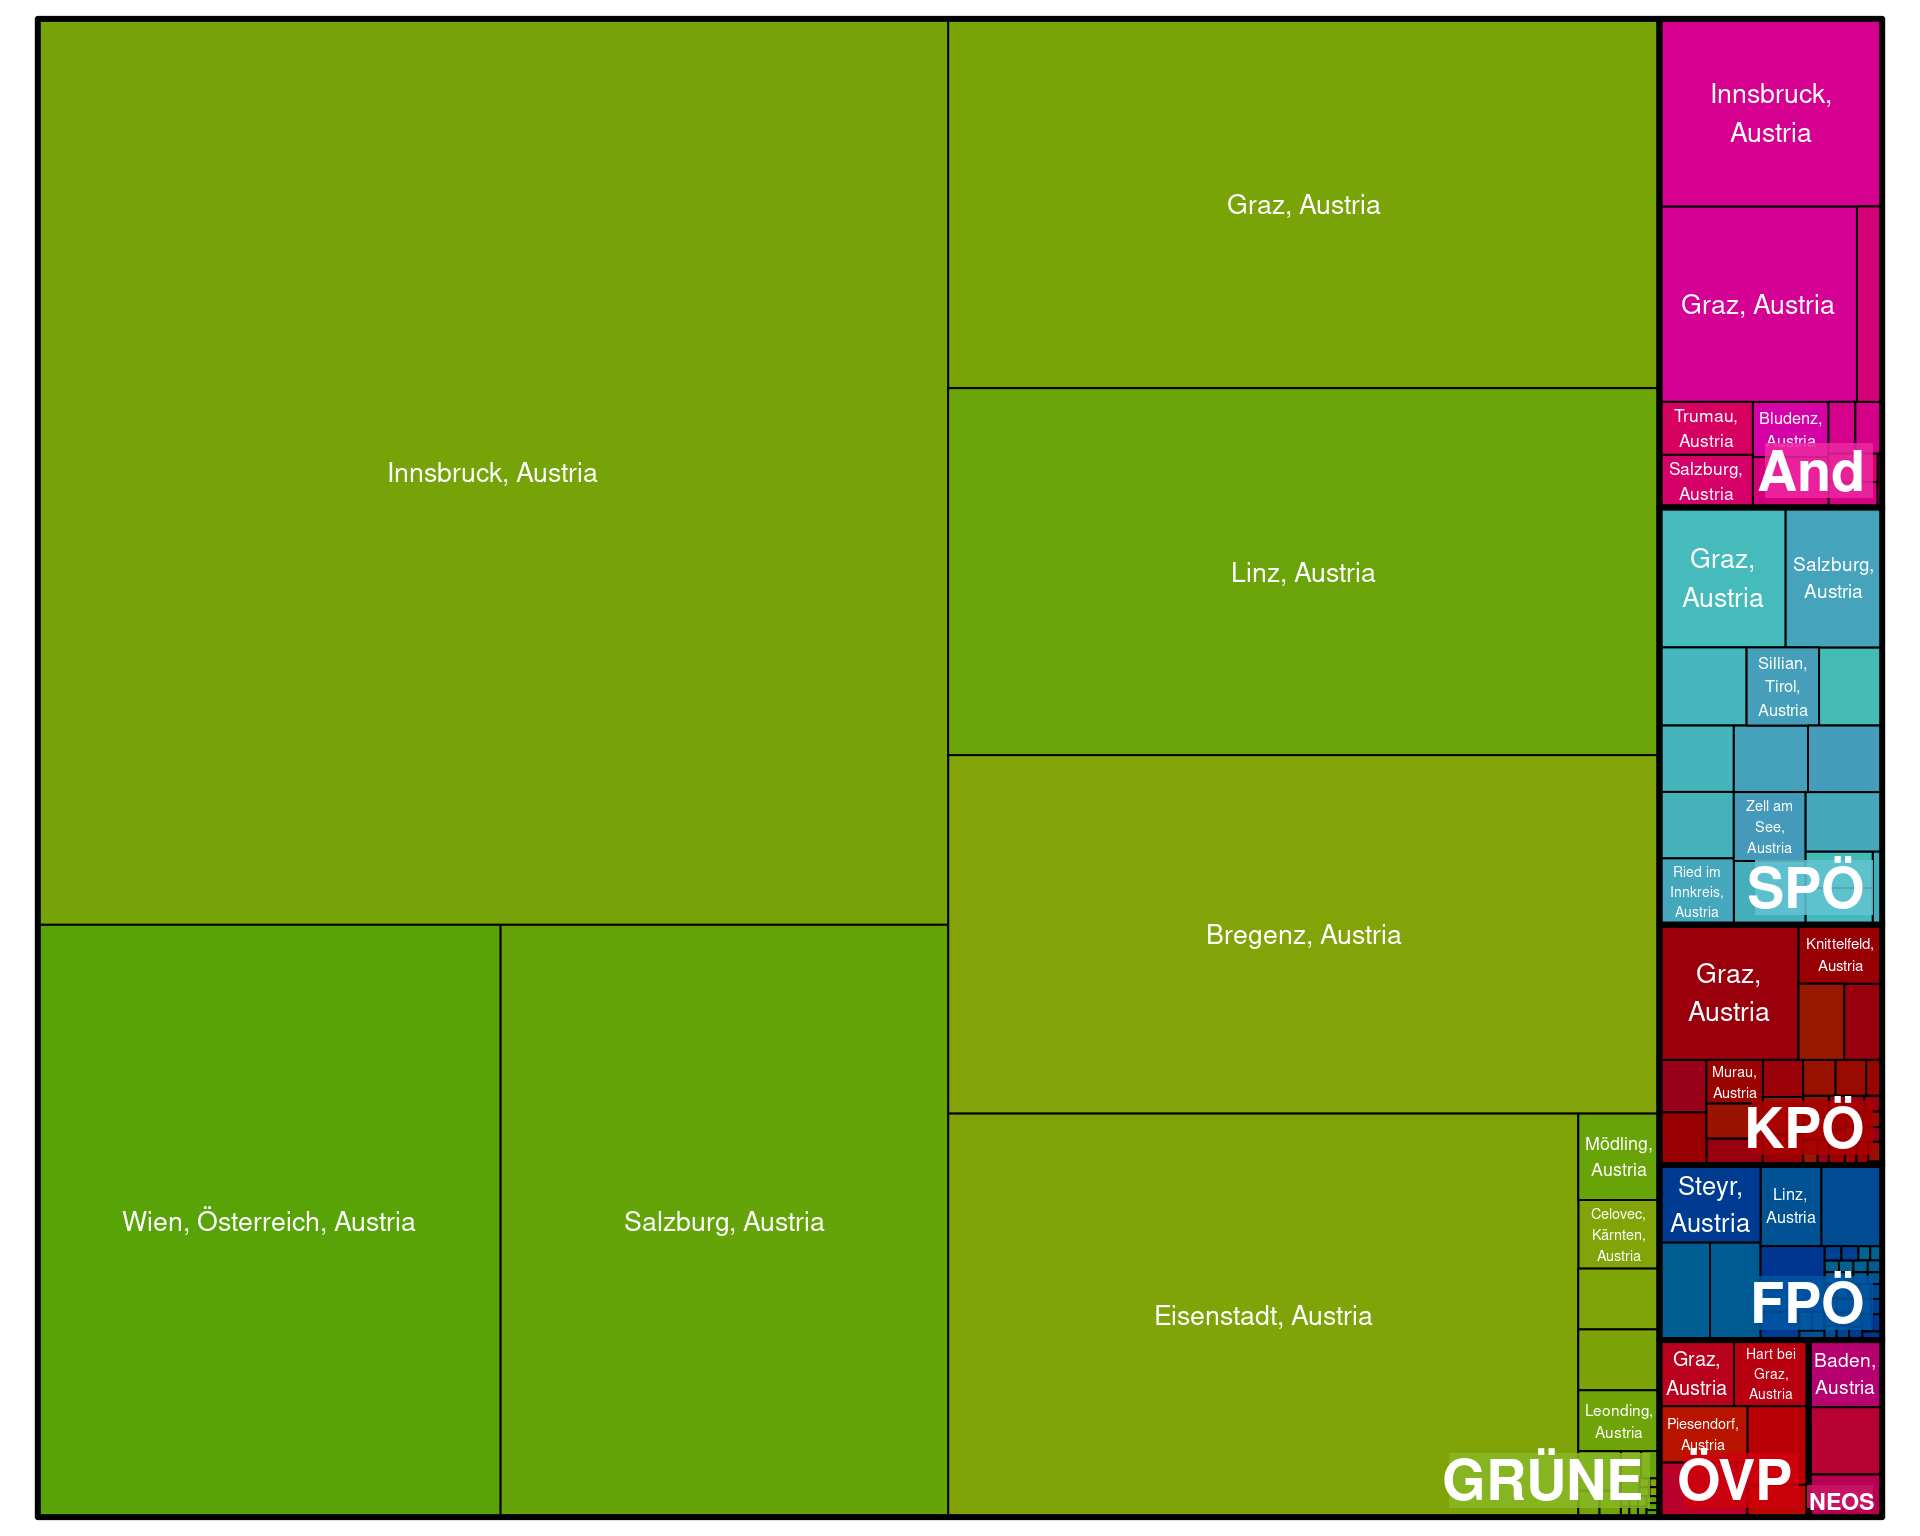 Innsbruck, Austria
Graz, Austria
Linz, Austria
Bregenz, Austria
Wien, Österreich, Austria
Salzburg, Austria
Eisenstadt, Austria
Mödling,
Austria
Celovec,
Kärnten,
Austria
Leonding,
Austria
GRÜNE
Innsbruck,
Austria
Graz, Austria
Trumau,
Austria
Bludenz,
Austria
Salzburg,
Austria
And
Graz,
Austria
Salzburg,
Austria
Sillian,
Tirol,
Austria
Zell am
See,
Austria
Ried im
Innkreis,
Austria
SPÖ
Graz,
Austria
Knittelfeld,
Austria
Murau,
Austria
KPÖ
Steyr,
Austria
Linz,
Austria
FPÖ
Graz,
Austria
Hart bei
Graz,
Austria
Piesendorf,
Austria
ÖVP
Baden,
Austria
NEOS